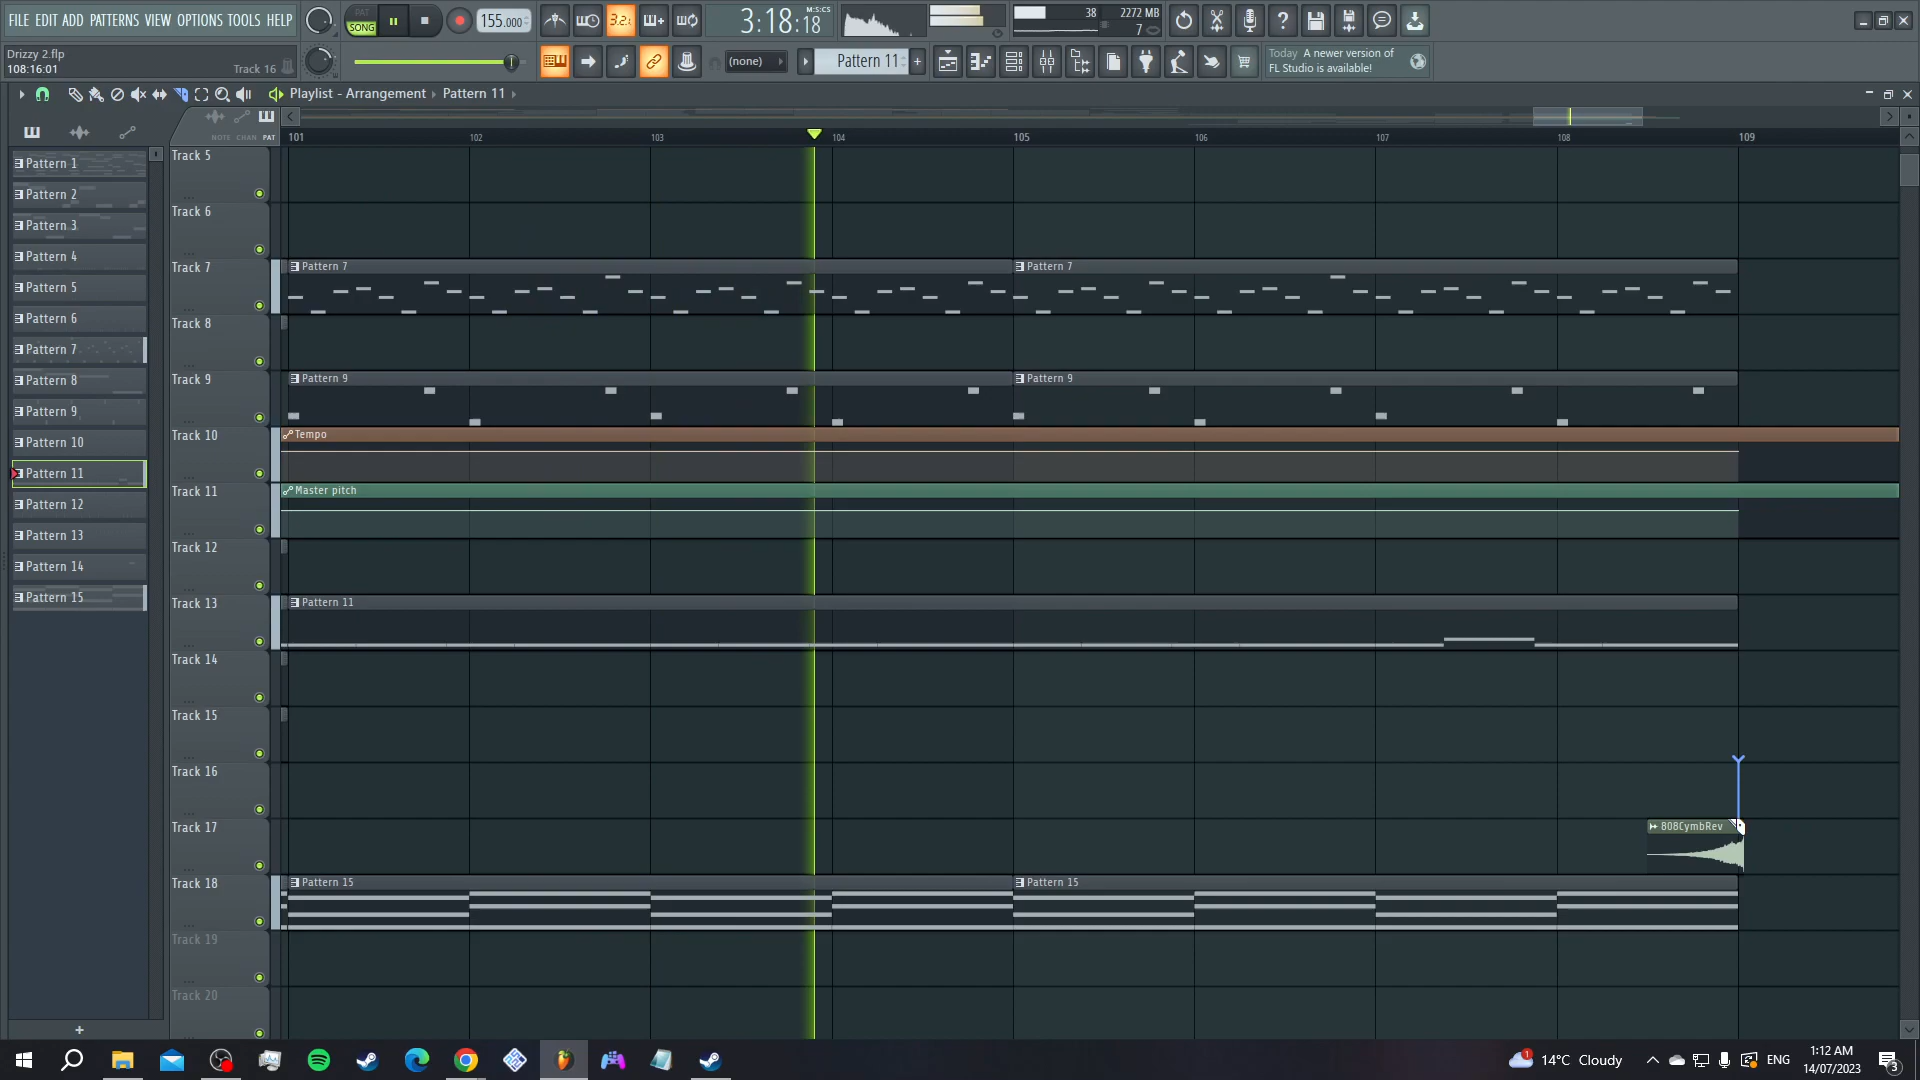 FILE EDIT ADD PATTERNS VIEW OPTIONS TOOLS HELP
PAT
SONG
155.000
3.2.
3:18:18
M:S:CS
38
2272 MB
7
Drizzy 2.flp
108:16:01
Track 16
(none)
Pattern 11
+
Today A newer version of
FL Studio is available!
Playlist - Arrangement Pattern 11
NOTE CHAN PAT
101 102 103 104 105 106 107 108 109
Pattern 1
Pattern 2
Pattern 3
Pattern 4
Pattern 5
Pattern 6
Pattern 7
Pattern 8
Pattern 9
Pattern 10
Pattern 11
Pattern 12
Pattern 13
Pattern 14
Pattern 15
+
Track 5
Track 6
Track 7
Pattern 7 Pattern 7
Track 8
Track 9
Pattern 9 Pattern 9
Track 10
Tempo
Track 11
Master pitch
Track 12
Track 13
Pattern 11
Track 14
Track 15
Track 16
Track 17
808CymbRev
Track 18
Pattern 15 Pattern 15
Track 19
Track 20
1
14°C Cloudy
ENG
1:12 AM
14/07/2023
3